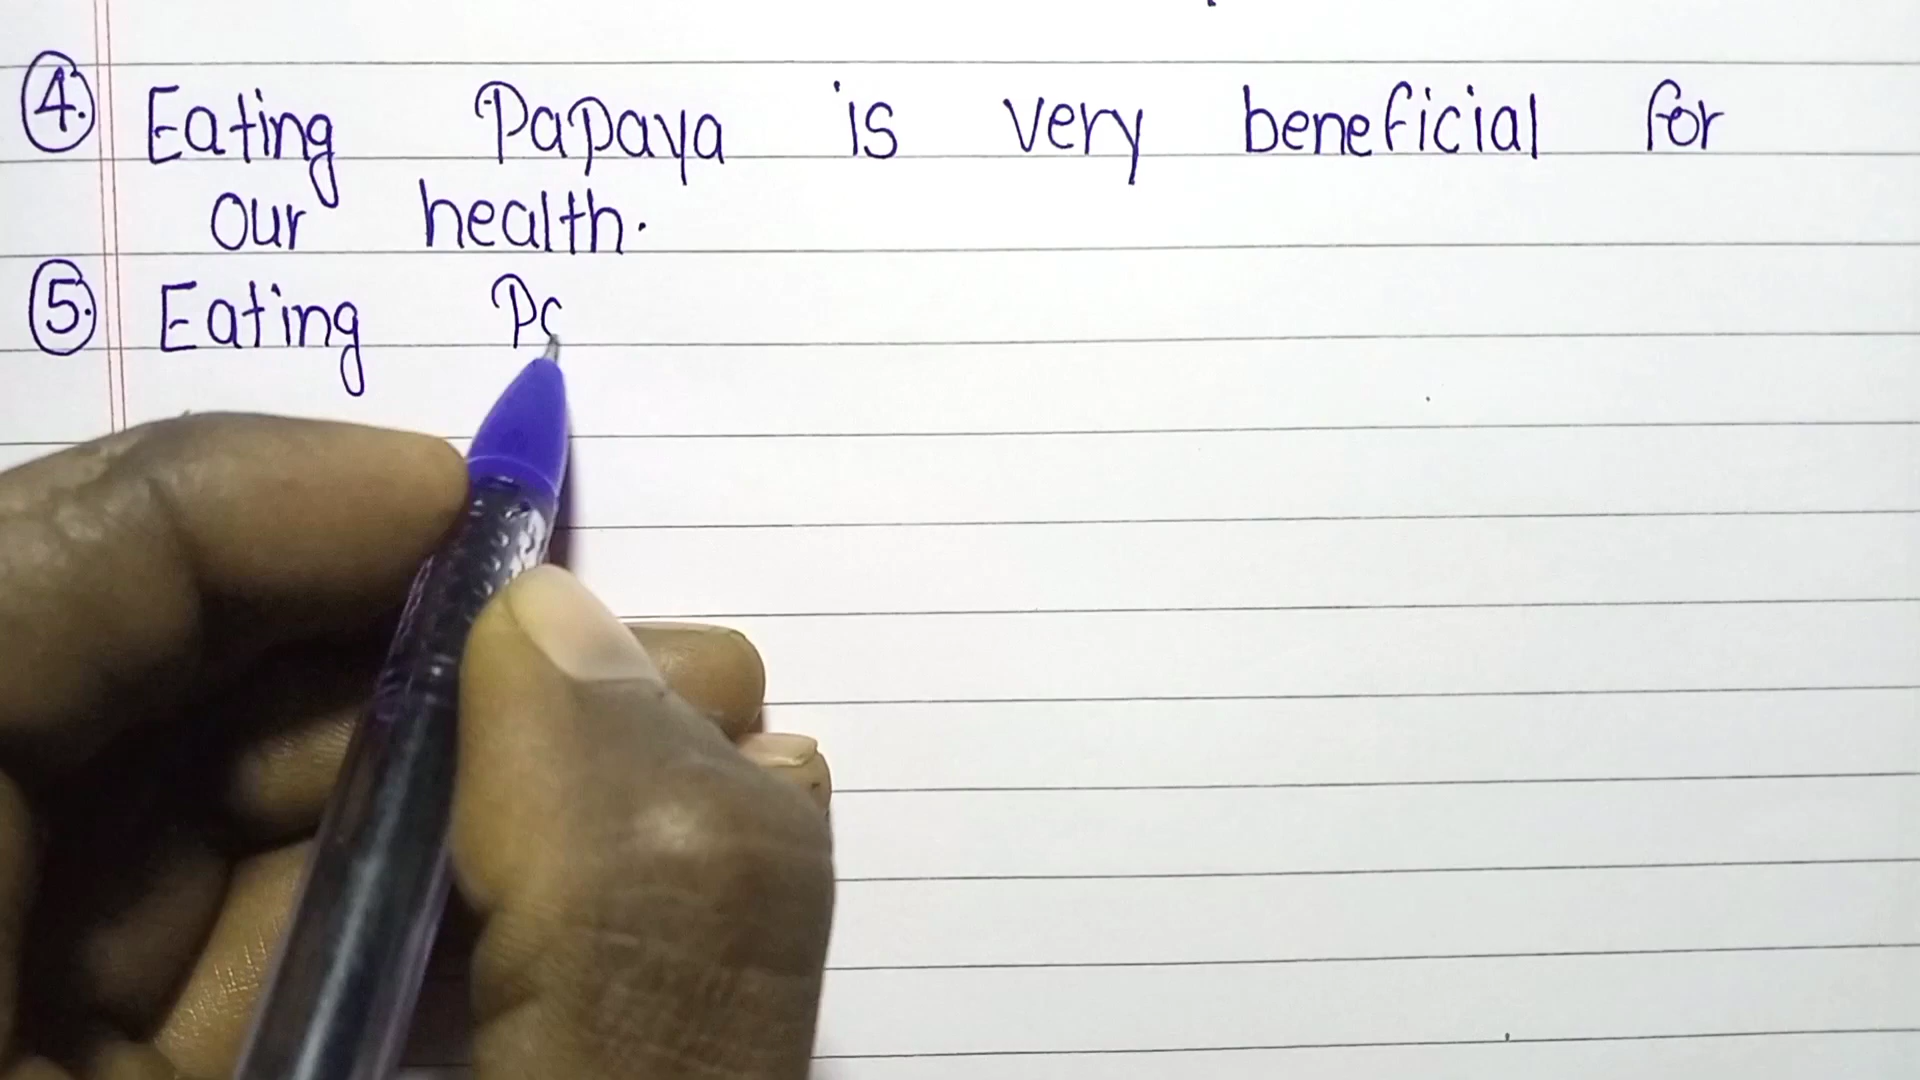 4. Eating Papaya is very beneficial for
our health.
5. Eating